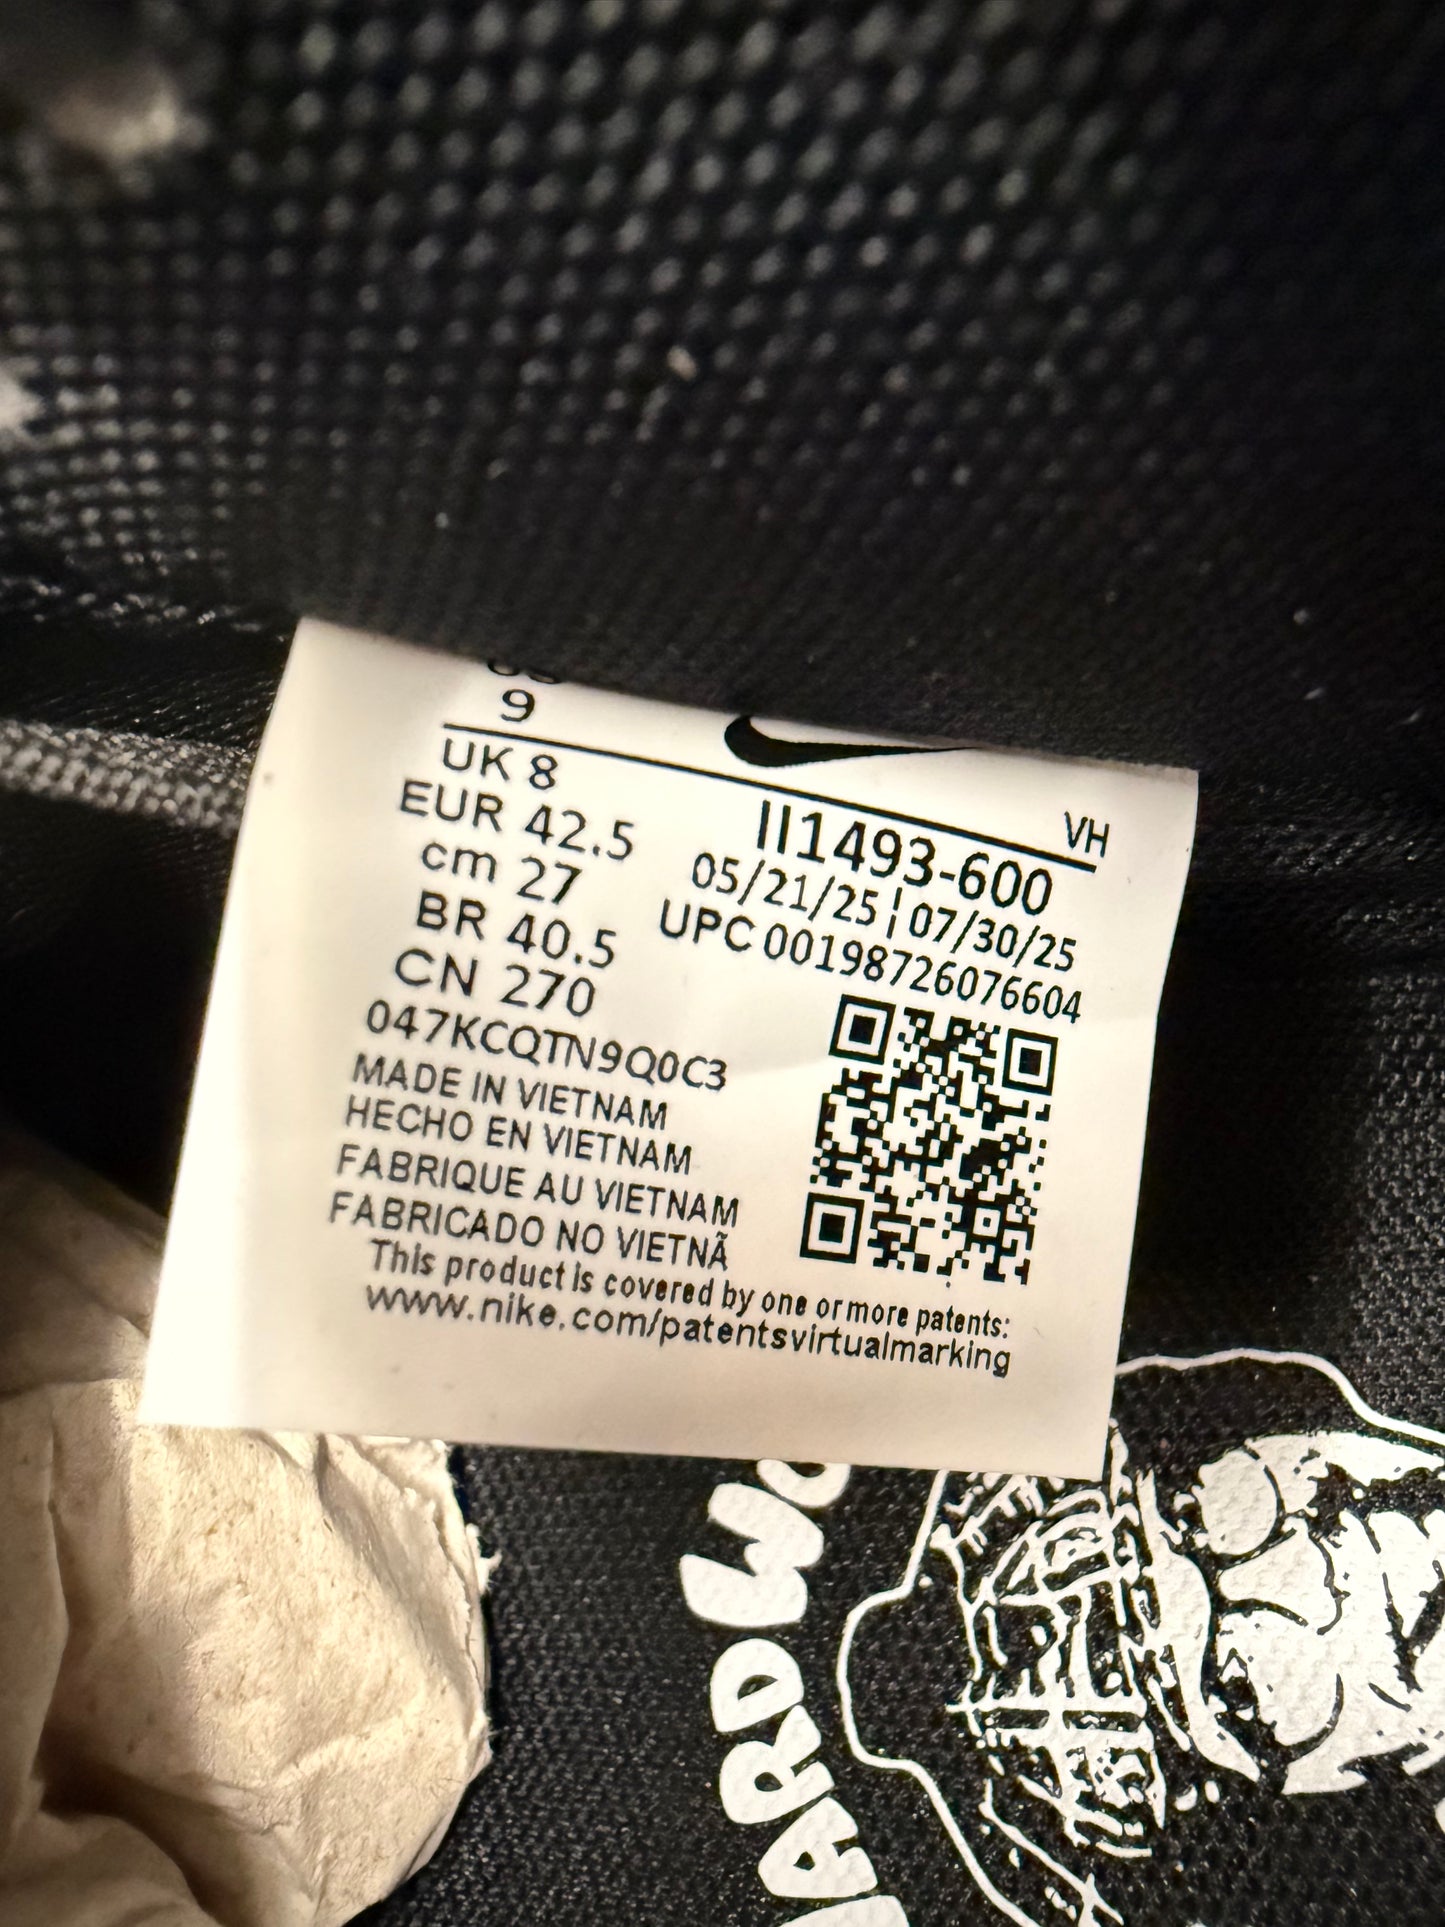 9
UK 8
VH
EUR 42.5
II1493-600
cm 27
05/21/25 ¦ 07/30/25
BR 40.5
UPC 00198726076604
CN 270
047KCQTN9Q0C3
MADE IN VIETNAM
HECHO EN VIETNAM
FABRIQUE AU VIETNAM
FABRICADO NO VIETNÃ
This product is covered by one or more patents:
www.nike.com/patentsvirtualmarking